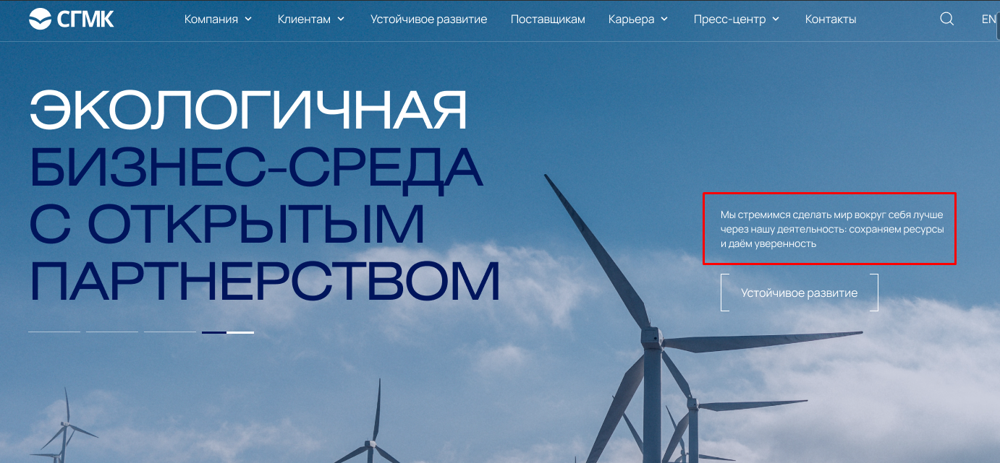 СГМК
Компания
Клиентам
Устойчивое развитие
Поставщикам
Карьера
Пресс-центр
Контакты
EN
ЭКОЛОГИЧНАЯ
БИЗНЕС-СРЕДА
С ОТКРЫТЫМ
ПАРТНЕРСТВОМ
Мы стремимся сделать мир вокруг себя лучше
через нашу деятельность: сохраняем ресурсы
и даём уверенность
Устойчивое развитие